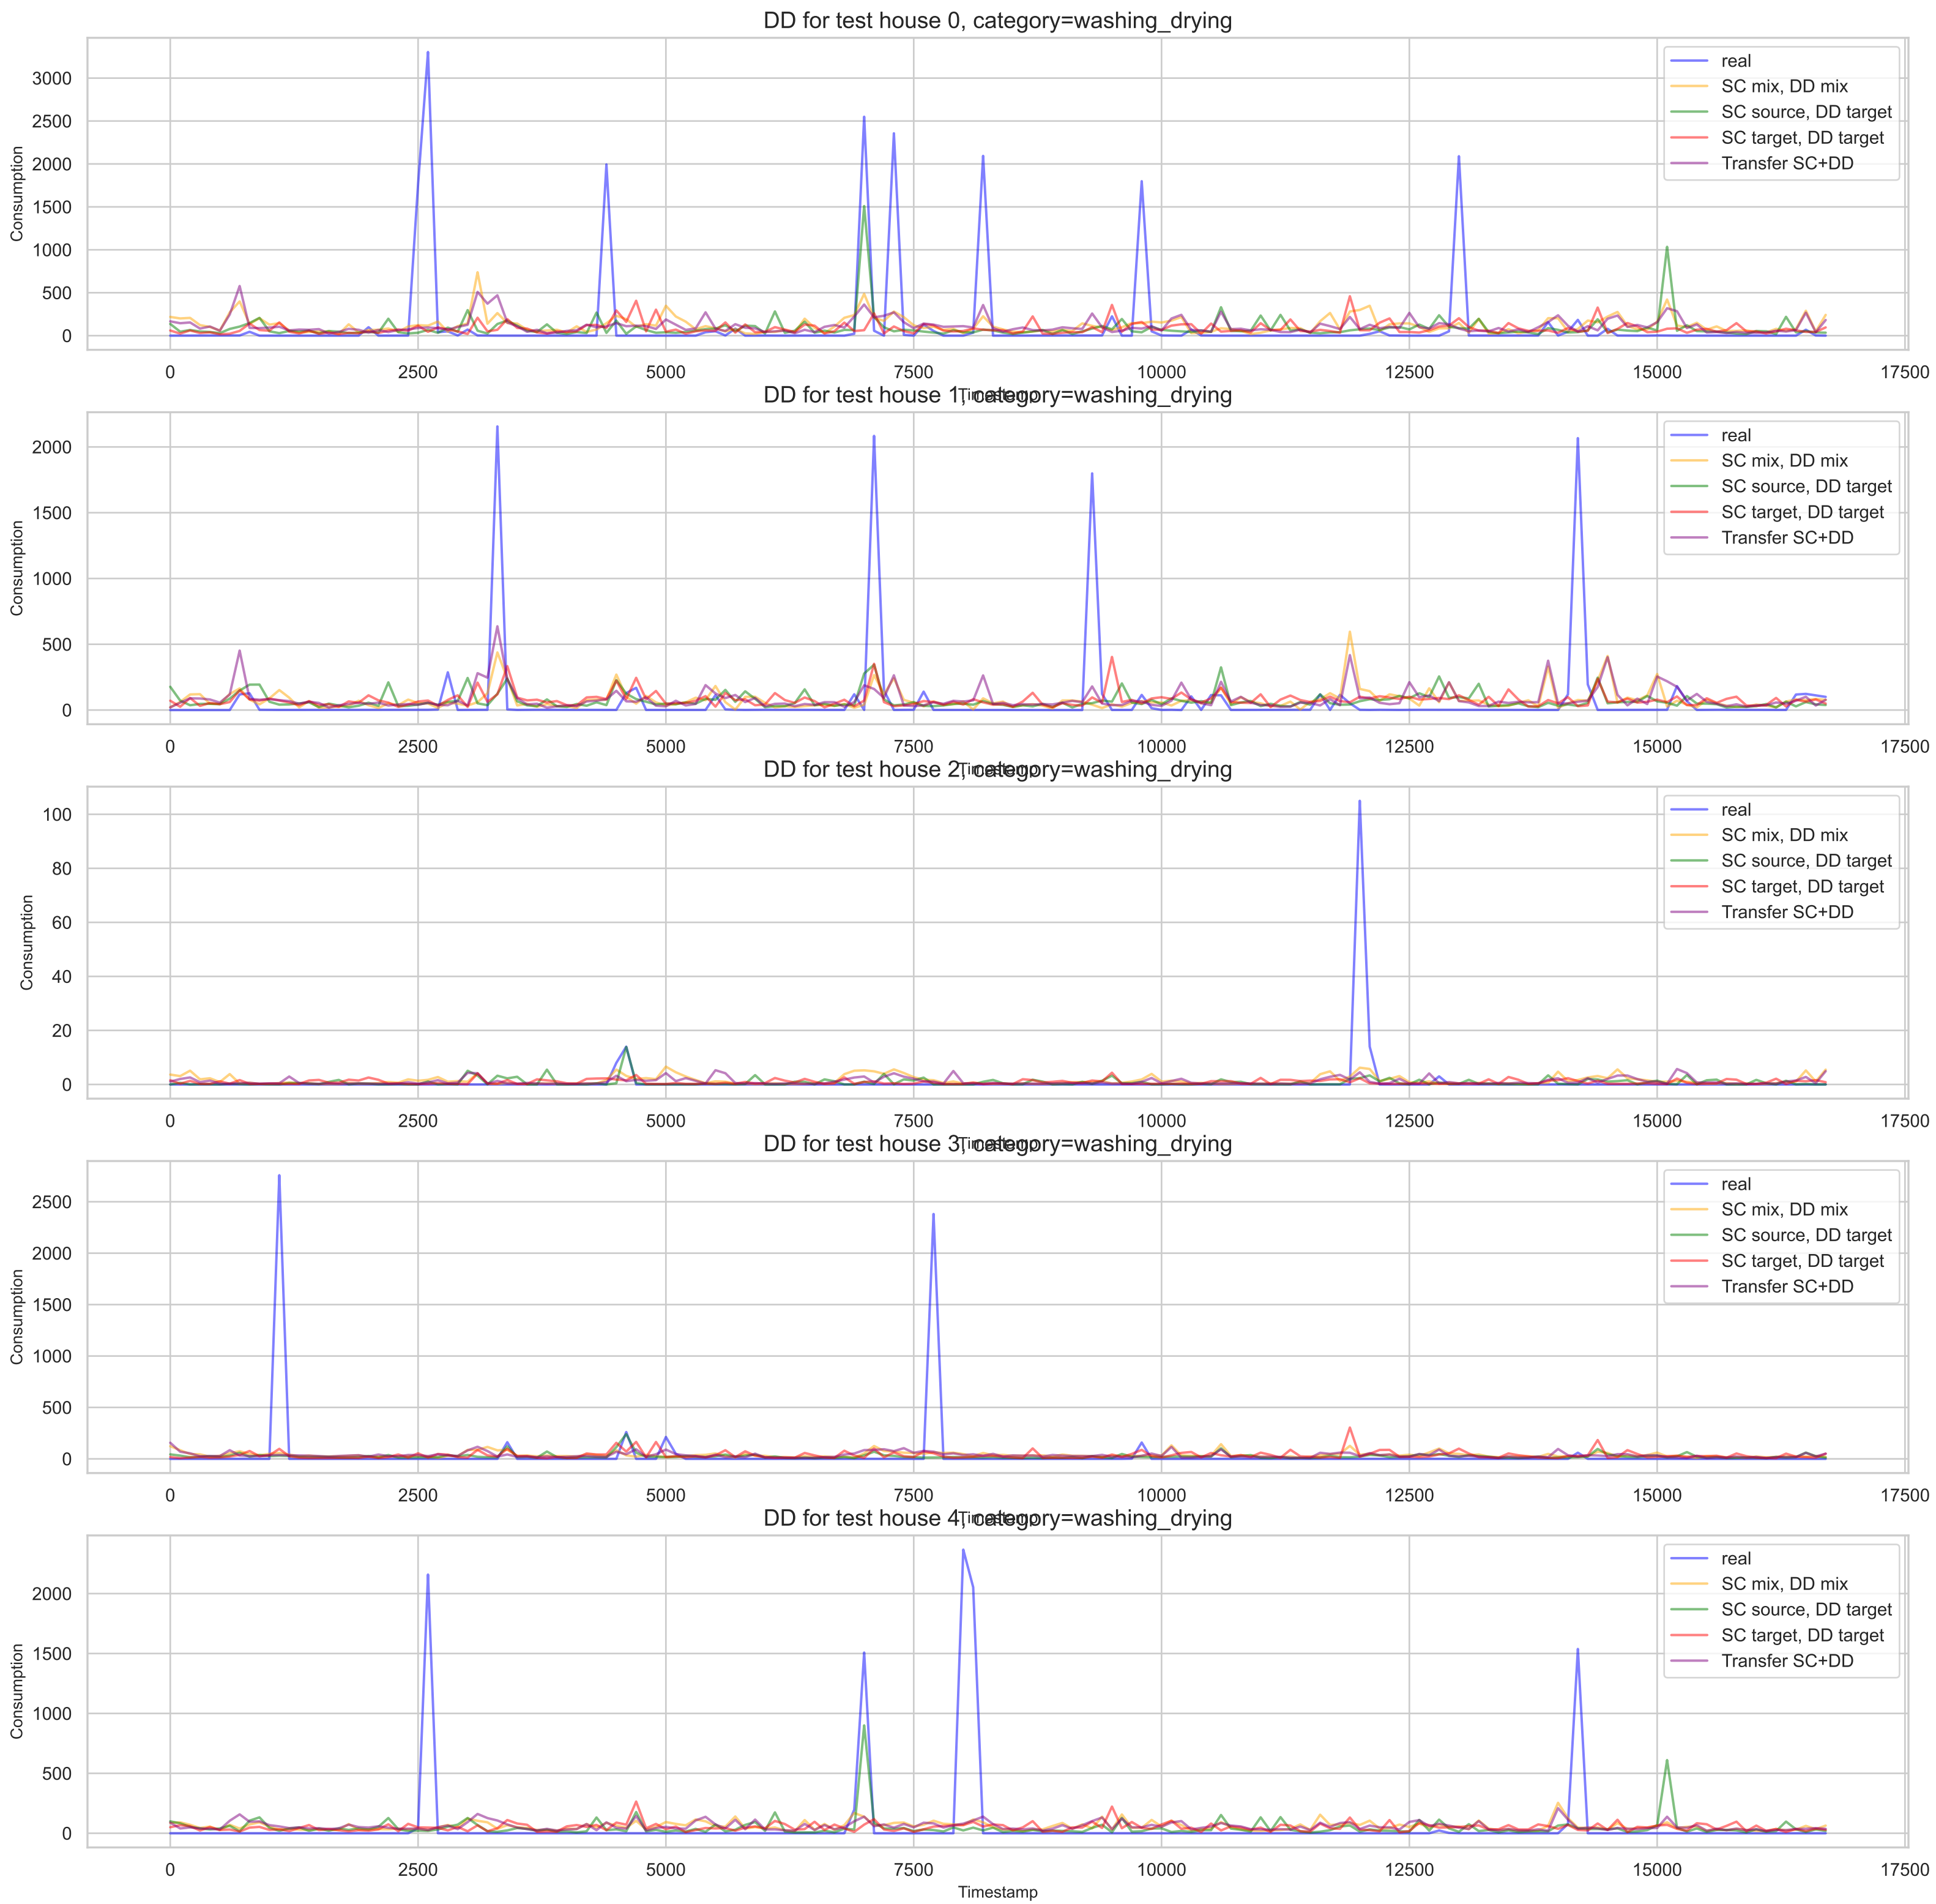 DD for test house 0, category=washing_drying
Consumption
3000
2500
2000
1500
1000
500
0
real
SC mix, DD mix
SC source, DD target
SC target, DD target
Transfer SC+DD
0 2500 5000 7500 10000 12500 15000 17500
Timestamp
DD for test house 1, category=washing_drying
Consumption
2000
1500
1000
500
0
real
SC mix, DD mix
SC source, DD target
SC target, DD target
Transfer SC+DD
0 2500 5000 7500 10000 12500 15000 17500
Timestamp
DD for test house 2, category=washing_drying
Consumption
100
80
60
40
20
0
real
SC mix, DD mix
SC source, DD target
SC target, DD target
Transfer SC+DD
0 2500 5000 7500 10000 12500 15000 17500
Timestamp
DD for test house 3, category=washing_drying
Consumption
2500
2000
1500
1000
500
0
real
SC mix, DD mix
SC source, DD target
SC target, DD target
Transfer SC+DD
0 2500 5000 7500 10000 12500 15000 17500
Timestamp
DD for test house 4, category=washing_drying
Consumption
2000
1500
1000
500
0
real
SC mix, DD mix
SC source, DD target
SC target, DD target
Transfer SC+DD
0 2500 5000 7500 10000 12500 15000 17500
Timestamp